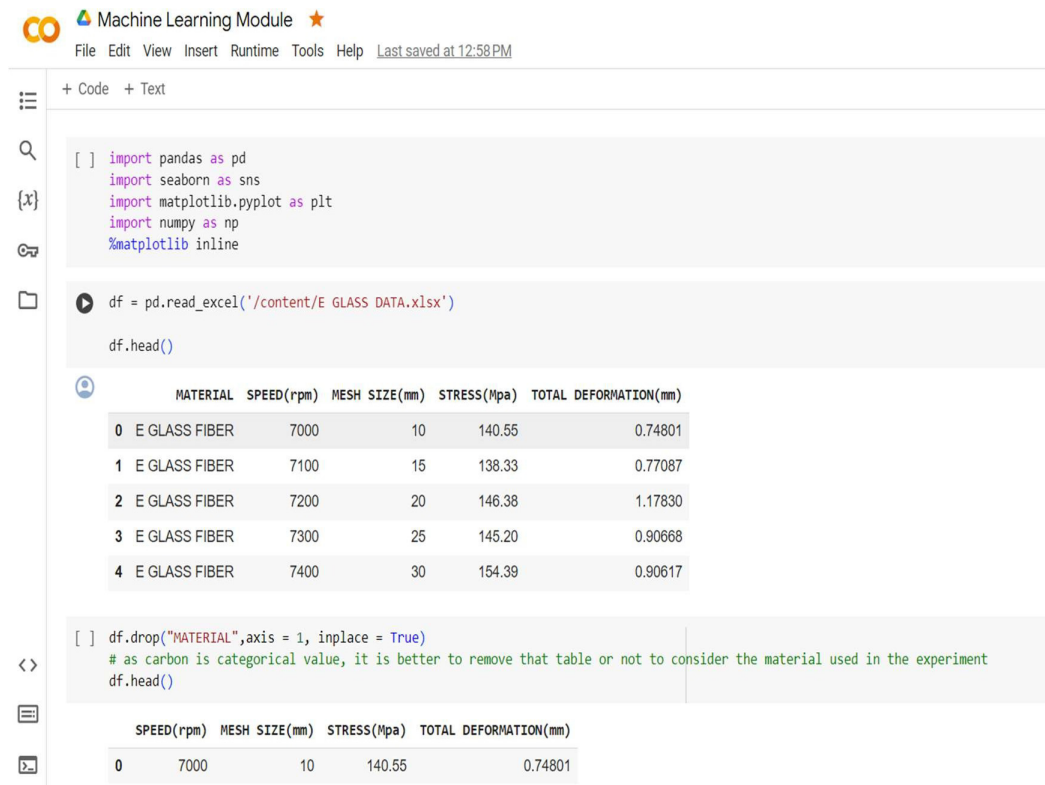 Machine Learning Module
File Edit View Insert Runtime Tools Help Last saved at 12:58 PM
+ Code + Text
{x}
[ ] import pandas as pd
import seaborn as sns
import matplotlib.pyplot as plt
import numpy as np
%matplotlib inline
df = pd.read_excel('/content/E GLASS DATA.xlsx')
df.head()
MATERIAL SPEED(rpm) MESH SIZE(mm) STRESS(Mpa) TOTAL DEFORMATION(mm)
0 E GLASS FIBER 7000 10 140.55 0.74801
1 E GLASS FIBER 7100 15 138.33 0.77087
2 E GLASS FIBER 7200 20 146.38 1.17830
3 E GLASS FIBER 7300 25 145.20 0.90668
4 E GLASS FIBER 7400 30 154.39 0.90617
[ ] df.drop("MATERIAL",axis = 1, inplace = True)
# as carbon is categorical value, it is better to remove that table or not to consider the material used in the experiment
df.head()
SPEED(rpm) MESH SIZE(mm) STRESS(Mpa) TOTAL DEFORMATION(mm)
0 7000 10 140.55 0.74801